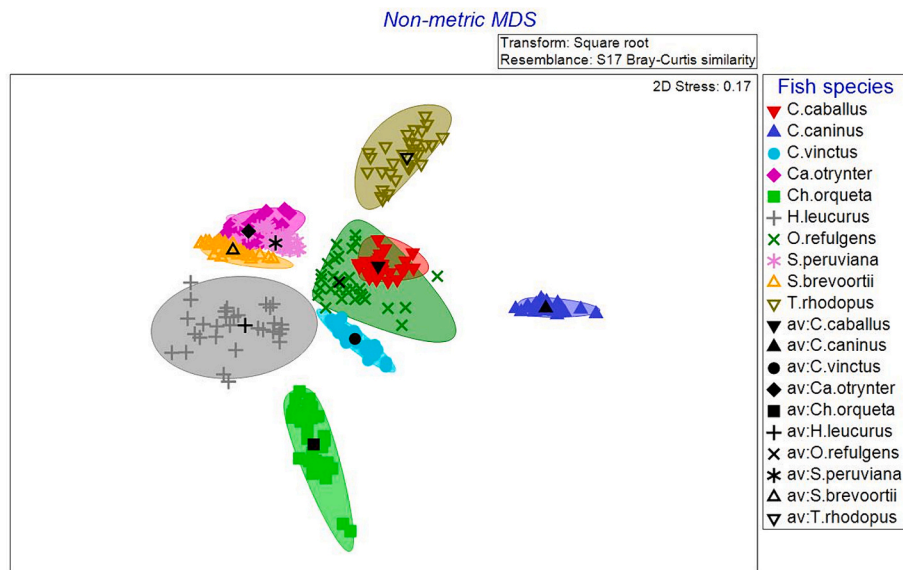 Non-metric MDS
Transform: Square root
Resemblance: S17 Bray-Curtis similarity
2D Stress: 0.17
Fish species
C.caballus
C.caninus
C.vinctus
Ca.otrynter
Ch.orqueta
H.leucurus
O.refulgens
S.peruviana
S.brevoortii
T.rhodopus
av:C.caballus
av:C.caninus
av:C.vinctus
av:Ca.otrynter
av:Ch.orqueta
av:H.leucurus
av:O.refulgens
av:S.peruviana
av:S.brevoortii
av:T.rhodopus